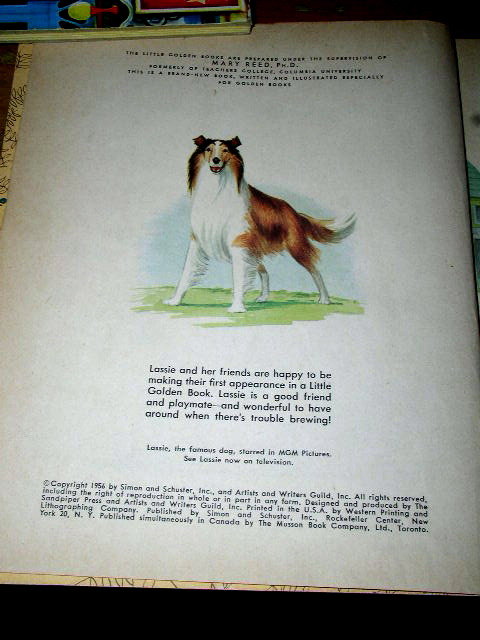 THE LITTLE GOLDEN BOOKS ARE PREPARED UNDER THE SUPERVISION OF
MARY REED, PH.D.
FORMERLY OF TEACHERS COLLEGE, COLUMBIA UNIVERSITY
THIS IS A BRAND-NEW BOOK, WRITTEN AND ILLUSTRATED ESPECIALLY
FOR GOLDEN BOOKS
Lassie and her friends are happy to be
making their first appearance in a Little
Golden Book. Lassie is a good friend
and playmate—and wonderful to have
around when there's trouble brewing!
Lassie, the famous dog, starred in MGM Pictures.
See Lassie now on television.
©Copyright 1956 by Simon and Schuster, Inc., and Artists and Writers Guild, Inc. All rights reserved,
including the right of reproduction in whole or in part in any form. Designed and produced by The
Sandpiper Press and Artists and Writers Guild, Inc. Printed in the U.S.A. by Western Printing and
Lithographing Company. Published by Simon and Schuster, Inc., Rockefeller Center, New
York 20, N. Y. Published simultaneously in Canada by The Musson Book Company, Ltd., Toronto.